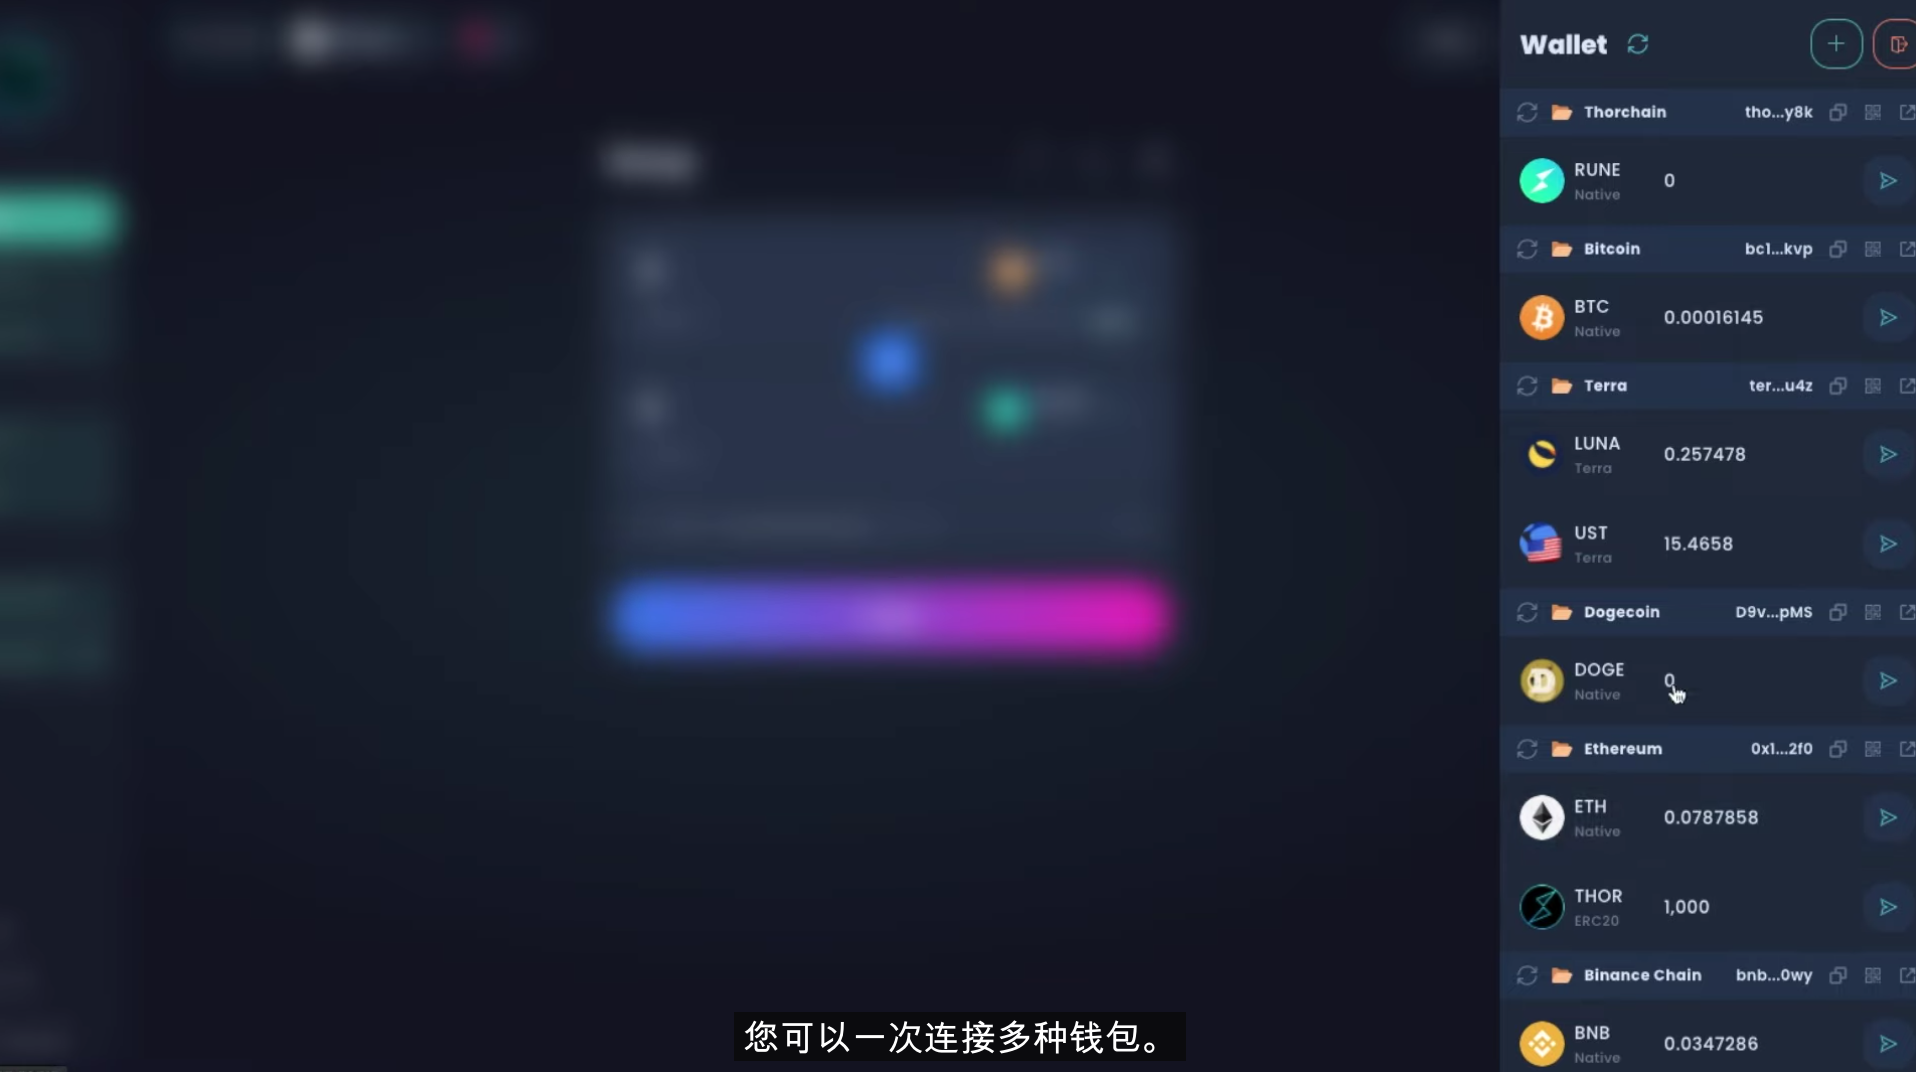 Wallet
Thorchain tho...y8k
RUNE
Native
0
Bitcoin bc1...kvp
BTC
Native
0.00016145
Terra ter...u4z
LUNA
Terra
0.257478
UST
Terra
15.4658
Dogecoin D9v...pMS
DOGE
Native
0
Ethereum 0x1...2f0
ETH
Native
0.0787858
THOR
ERC20
1,000
Binance Chain bnb...0wy
BNB
Native
0.0347286
您可以一次连接多种钱包。